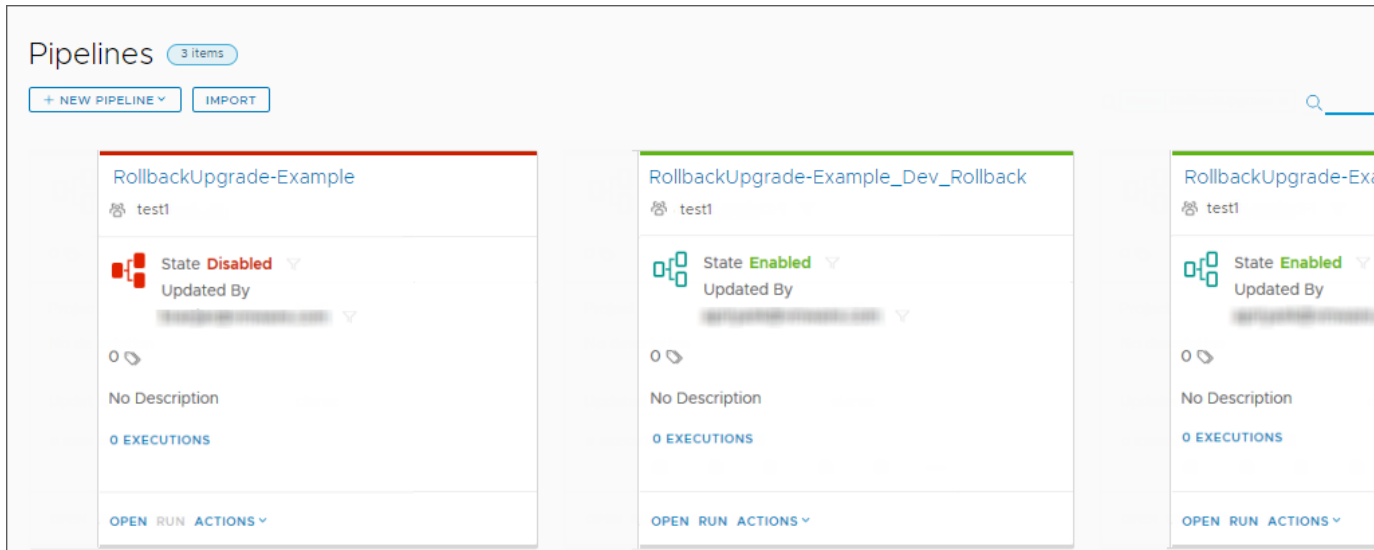 Pipelines 3 items
+ NEW PIPELINE IMPORT
RollbackUpgrade-Example
test1
State Disabled
Updated By
0
No Description
0 EXECUTIONS
OPEN RUN ACTIONS
RollbackUpgrade-Example_Dev_Rollback
test1
State Enabled
Updated By
0
No Description
0 EXECUTIONS
OPEN RUN ACTIONS
RollbackUpgrade-Exa
test1
State Enabled
Updated By
0
No Description
0 EXECUTIONS
OPEN RUN ACTIONS